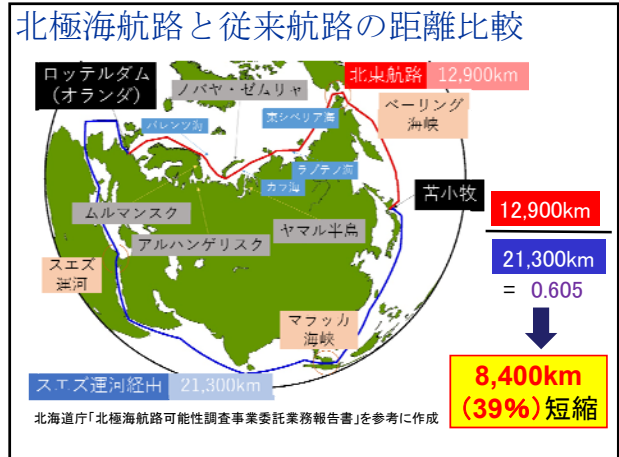 北極海航路と従来航路の距離比較
ロッテルダム
(オランダ)
ノバヤ・ゼムリャ
北東航路 12,900km
ベーリング
海峡
バレンツ海
東シベリア海
ラプテフ海
カラ海
苫小牧
12,900km
ムルマンスク
アルハンゲリスク
ヤマル半島
21,300km
= 0.605
スエズ
運河
マラッカ
海峡
スエズ運河経由 21,300km
8,400km
(39%)短縮
北海道庁「北極海航路可能性調査事業委託業務報告書」を参考に作成